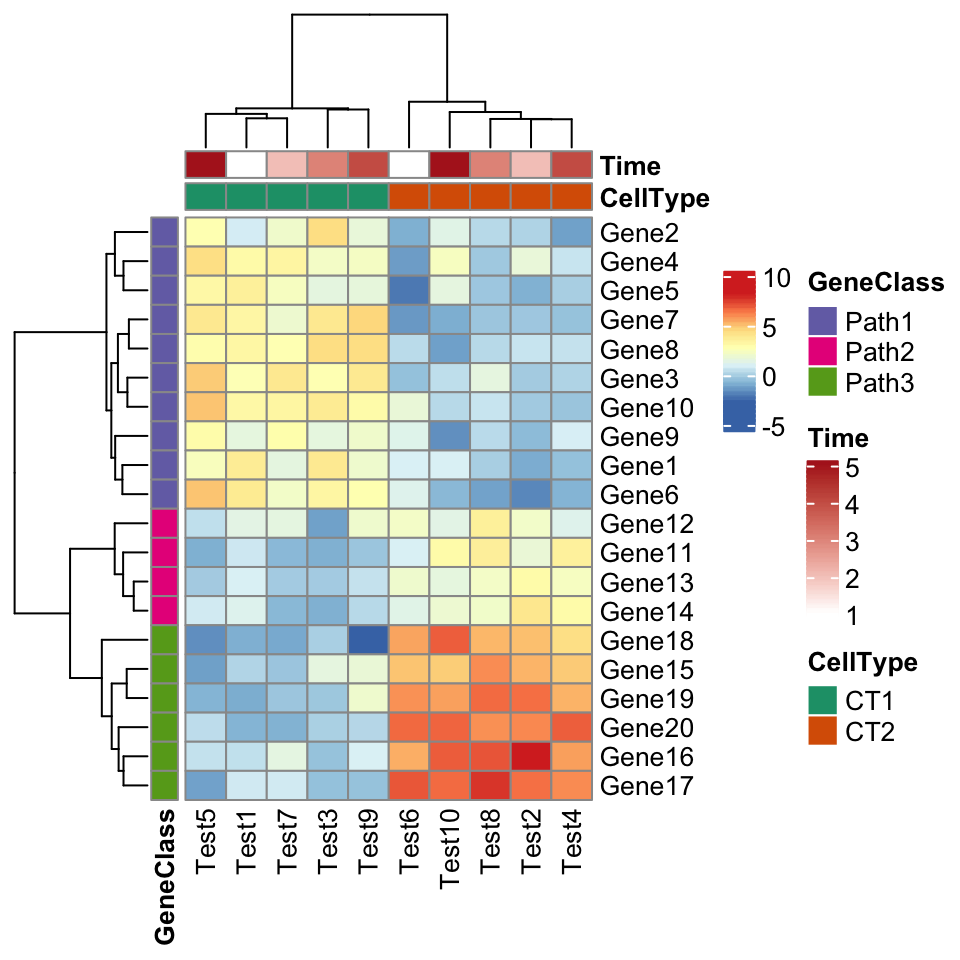 Time
CellType
Gene2
Gene4
Gene5
Gene7
Gene8
Gene3
Gene10
Gene9
Gene1
Gene6
Gene12
Gene11
Gene13
Gene14
Gene18
Gene15
Gene19
Gene20
Gene16
Gene17
GeneClass
Test5
Test1
Test7
Test3
Test9
Test6
Test10
Test8
Test2
Test4
10
5
0
-5
GeneClass
Path1
Path2
Path3
Time
5
4
3
2
1
CellType
CT1
CT2